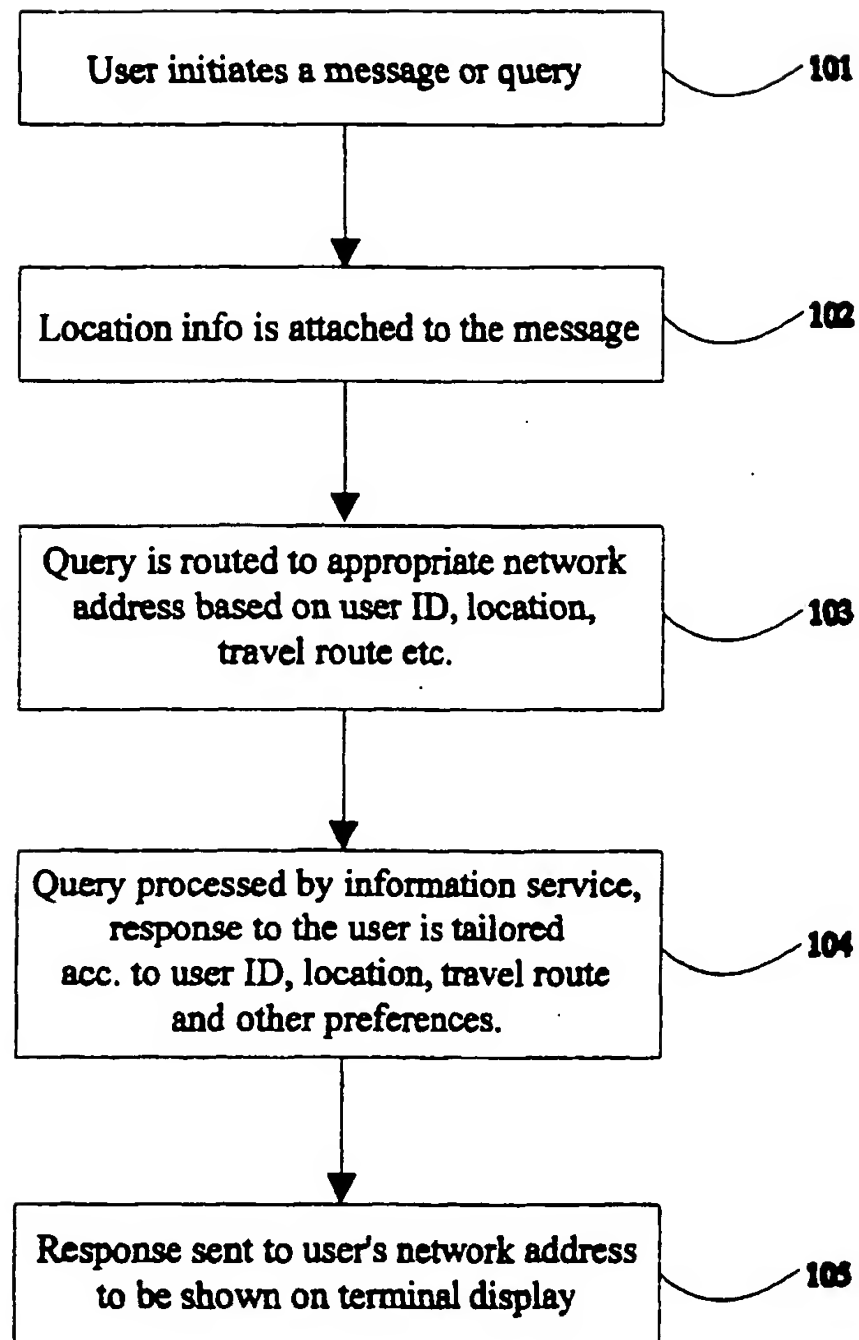 User initiates a message or query
101
Location info is attached to the message
102
Query is routed to appropriate network
address based on user ID, location,
travel route etc.
103
Query processed by information service,
response to the user is tailored
acc. to user ID, location, travel route
and other preferences.
104
Response sent to user's network address
to be shown on terminal display
105